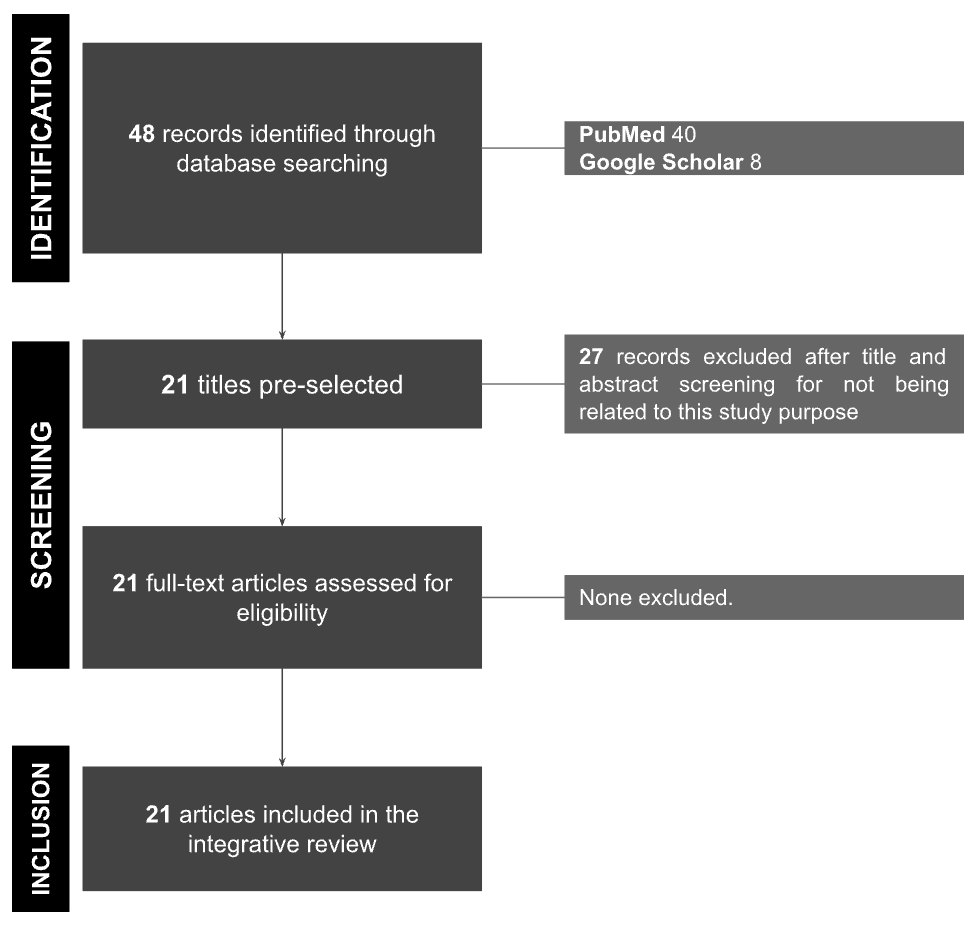 IDENTIFICATION
48 records identified through
database searching
PubMed 40
Google Scholar 8
SCREENING
21 titles pre-selected
27 records excluded after title and
abstract screening for not being
related to this study purpose
21 full-text articles assessed for
eligibility
None excluded.
INCLUSION
21 articles included in the
integrative review